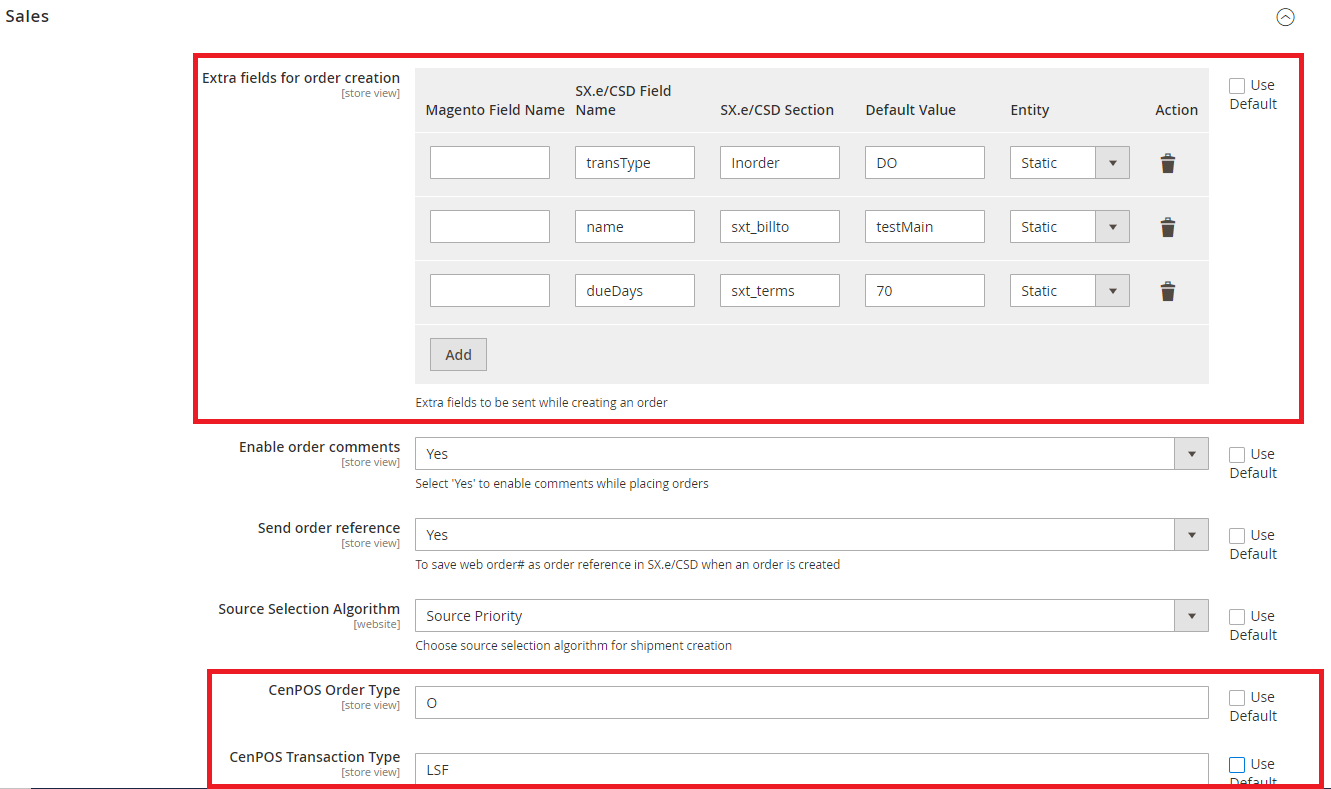 Sales
Extra fields for order creation
[store view]
Magento Field Name
SX.e/CSD Field
Name
SX.e/CSD Section
Default Value
Entity
Action
Use
Default
transType
Inorder
DO
Static
name
sxt_billto
testMain
Static
dueDays
sxt_terms
70
Static
Add
Extra fields to be sent while creating an order
Enable order comments
[store view]
Yes
Use
Default
Select 'Yes' to enable comments while placing orders
Send order reference
[store view]
Yes
Use
Default
To save web order# as order reference in SX.e/CSD when an order is created
Source Selection Algorithm
[website]
Source Priority
Use
Default
Choose source selection algorithm for shipment creation
CenPOS Order Type
[store view]
O
Use
Default
CenPOS Transaction Type
[store view]
LSF
Use
Default